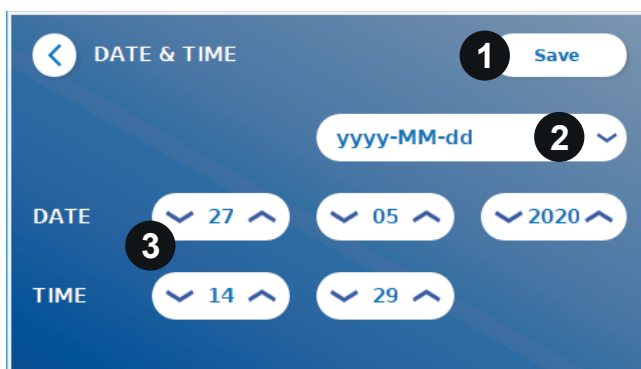 DATE & TIME 1 Save
yyyy-MM-dd 2
DATE 27 05 2020
3
TIME 14 29